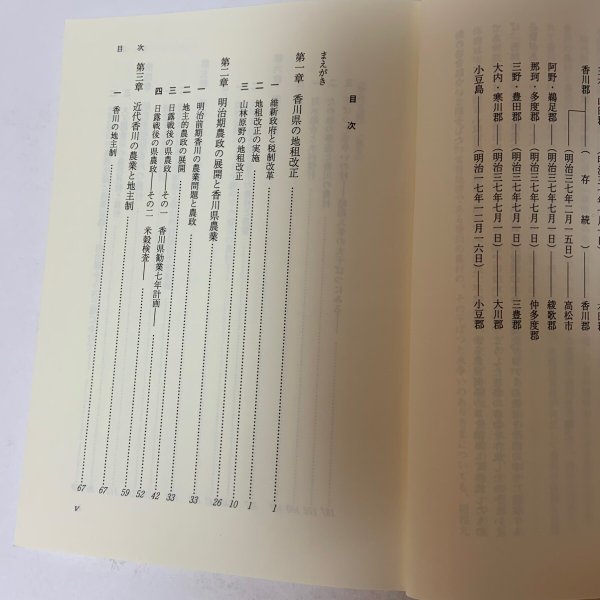 香川郡
（存続）
香川郡
（明治三七年二月一五日）
高松市
阿野・鵜足郡
（明治三七年七月一日）
綾歌郡
那珂・多度郡
（明治三七年七月一日）
仲多度郡
三野・豊田郡
（明治三七年七月一日）
三豊郡
大内・寒川郡
（明治三七年七月一日）
大川郡
小豆島
（明治一七年一二月一六日）
小豆郡
目次
まえがき
第一章 香川県の地租改正 1
一 維新政府と税制改革 1
二 地租改正の実施 10
三 山林原野の地租改正 26
第二章 明治期農政の展開と香川県農業 33
一 明治前期香川の農業問題と農政 33
二 地主的農政の展開 42
三 日露戦後の県農政——その一 香川県勧業七年計画—— 52
四 日露戦後の県農政——その二 米穀検査—— 59
第三章 近代香川の農業と地主制 67
一 香川の地主制 67
目次
v